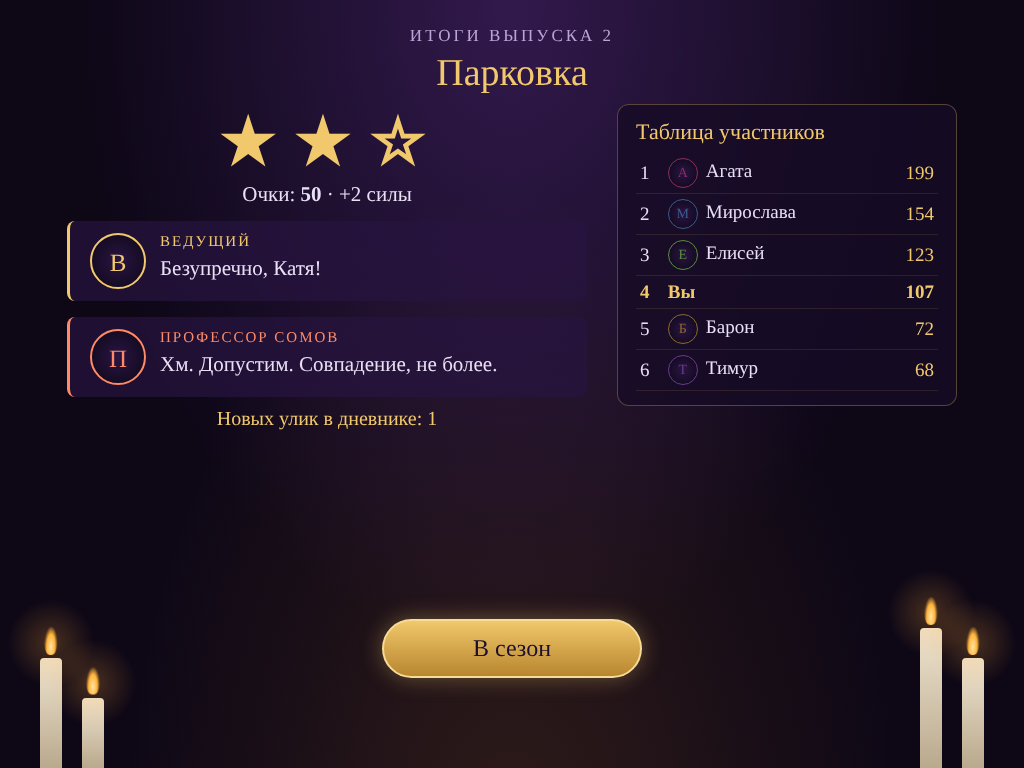 ИТОГИ ВЫПУСКА 2
Парковка
Очки: 50 · +2 силы
В
ВЕДУЩИЙ
Безупречно, Катя!
П
ПРОФЕССОР СОМОВ
Хм. Допустим. Совпадение, не более.
Новых улик в дневнике: 1
Таблица участников
1 А Агата 199
2 М Мирослава 154
3 Е Елисей 123
4 Вы 107
5 Б Барон 72
6 Т Тимур 68
В сезон